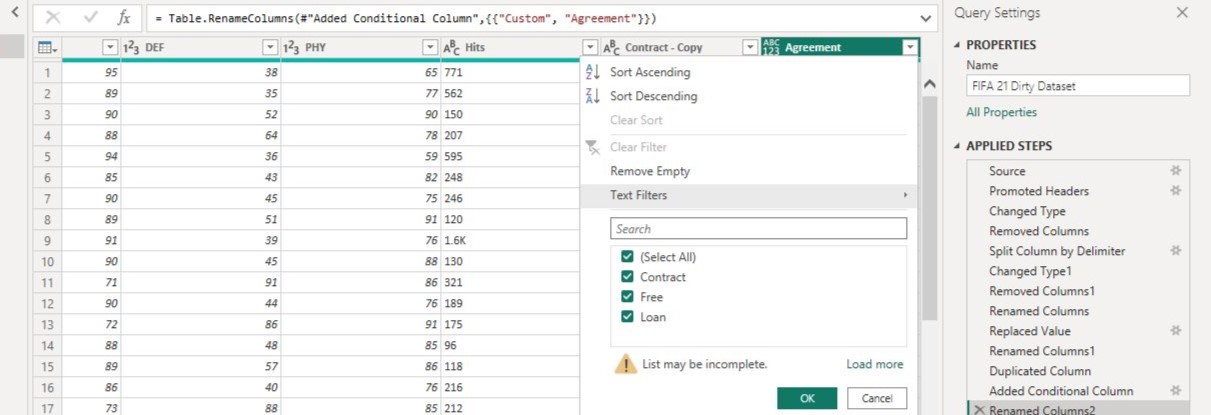 fx = Table.RenameColumns(#"Added Conditional Column",{{"Custom", "Agreement"}})
123 DEF 123 PHY ABC Hits ABC Contract - Copy ABC 123 Agreement
1 95 38 65 771
2 89 35 77 562
3 90 52 90 150
4 88 64 78 207
5 94 36 59 595
6 85 43 82 248
7 90 45 75 246
8 89 51 91 120
9 91 39 76 1.6K
10 90 45 88 130
11 71 91 86 321
12 90 44 76 189
13 72 86 91 175
14 88 48 85 96
15 89 57 86 118
16 86 40 76 216
17 73 88 85 212
Sort Ascending
Sort Descending
Clear Sort
Clear Filter
Remove Empty
Text Filters
Search
(Select All)
Contract
Free
Loan
List may be incomplete. Load more
OK Cancel
Query Settings
PROPERTIES
Name
FIFA 21 Dirty Dataset
All Properties
APPLIED STEPS
Source
Promoted Headers
Changed Type
Removed Columns
Split Column by Delimiter
Changed Type1
Removed Columns1
Renamed Columns
Replaced Value
Renamed Columns1
Duplicated Column
Added Conditional Column
Renamed Columns2